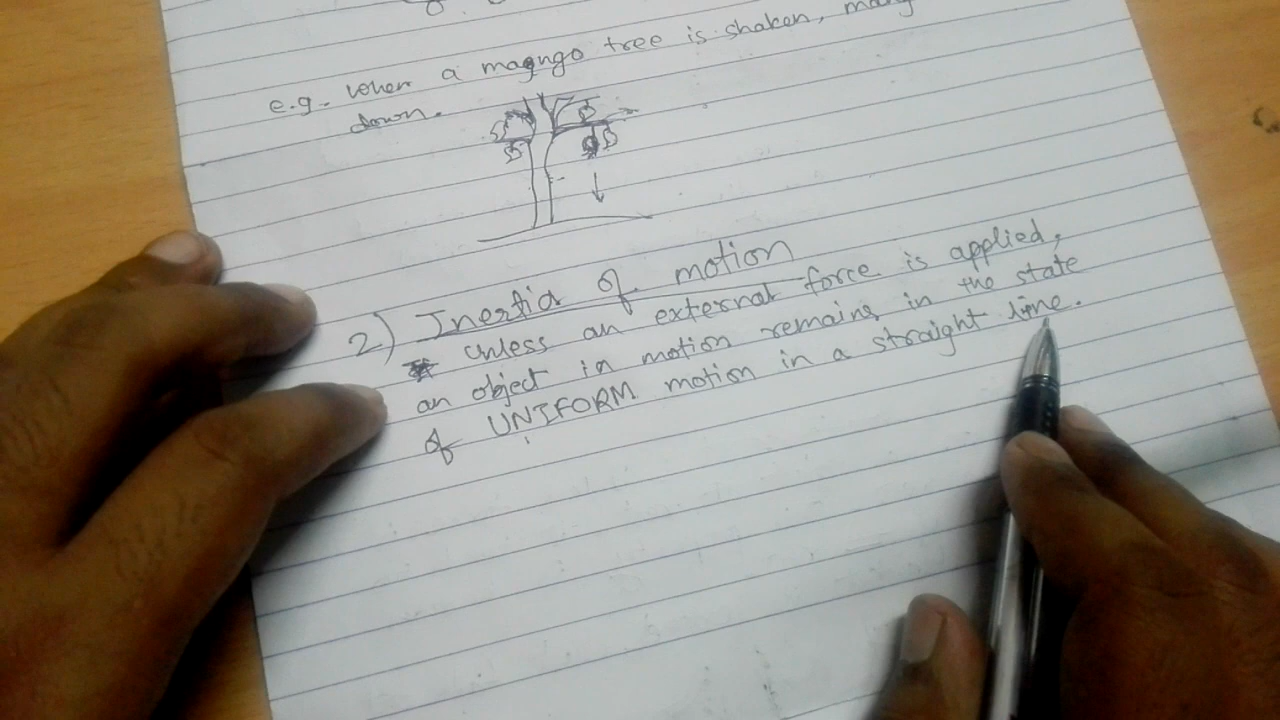 e.g. when a magngo tree is shaken, many
down.
2) Inertia of motion
unless an external force is applied,
an object in motion remains in the state
of UNIFORM motion in a straight line.